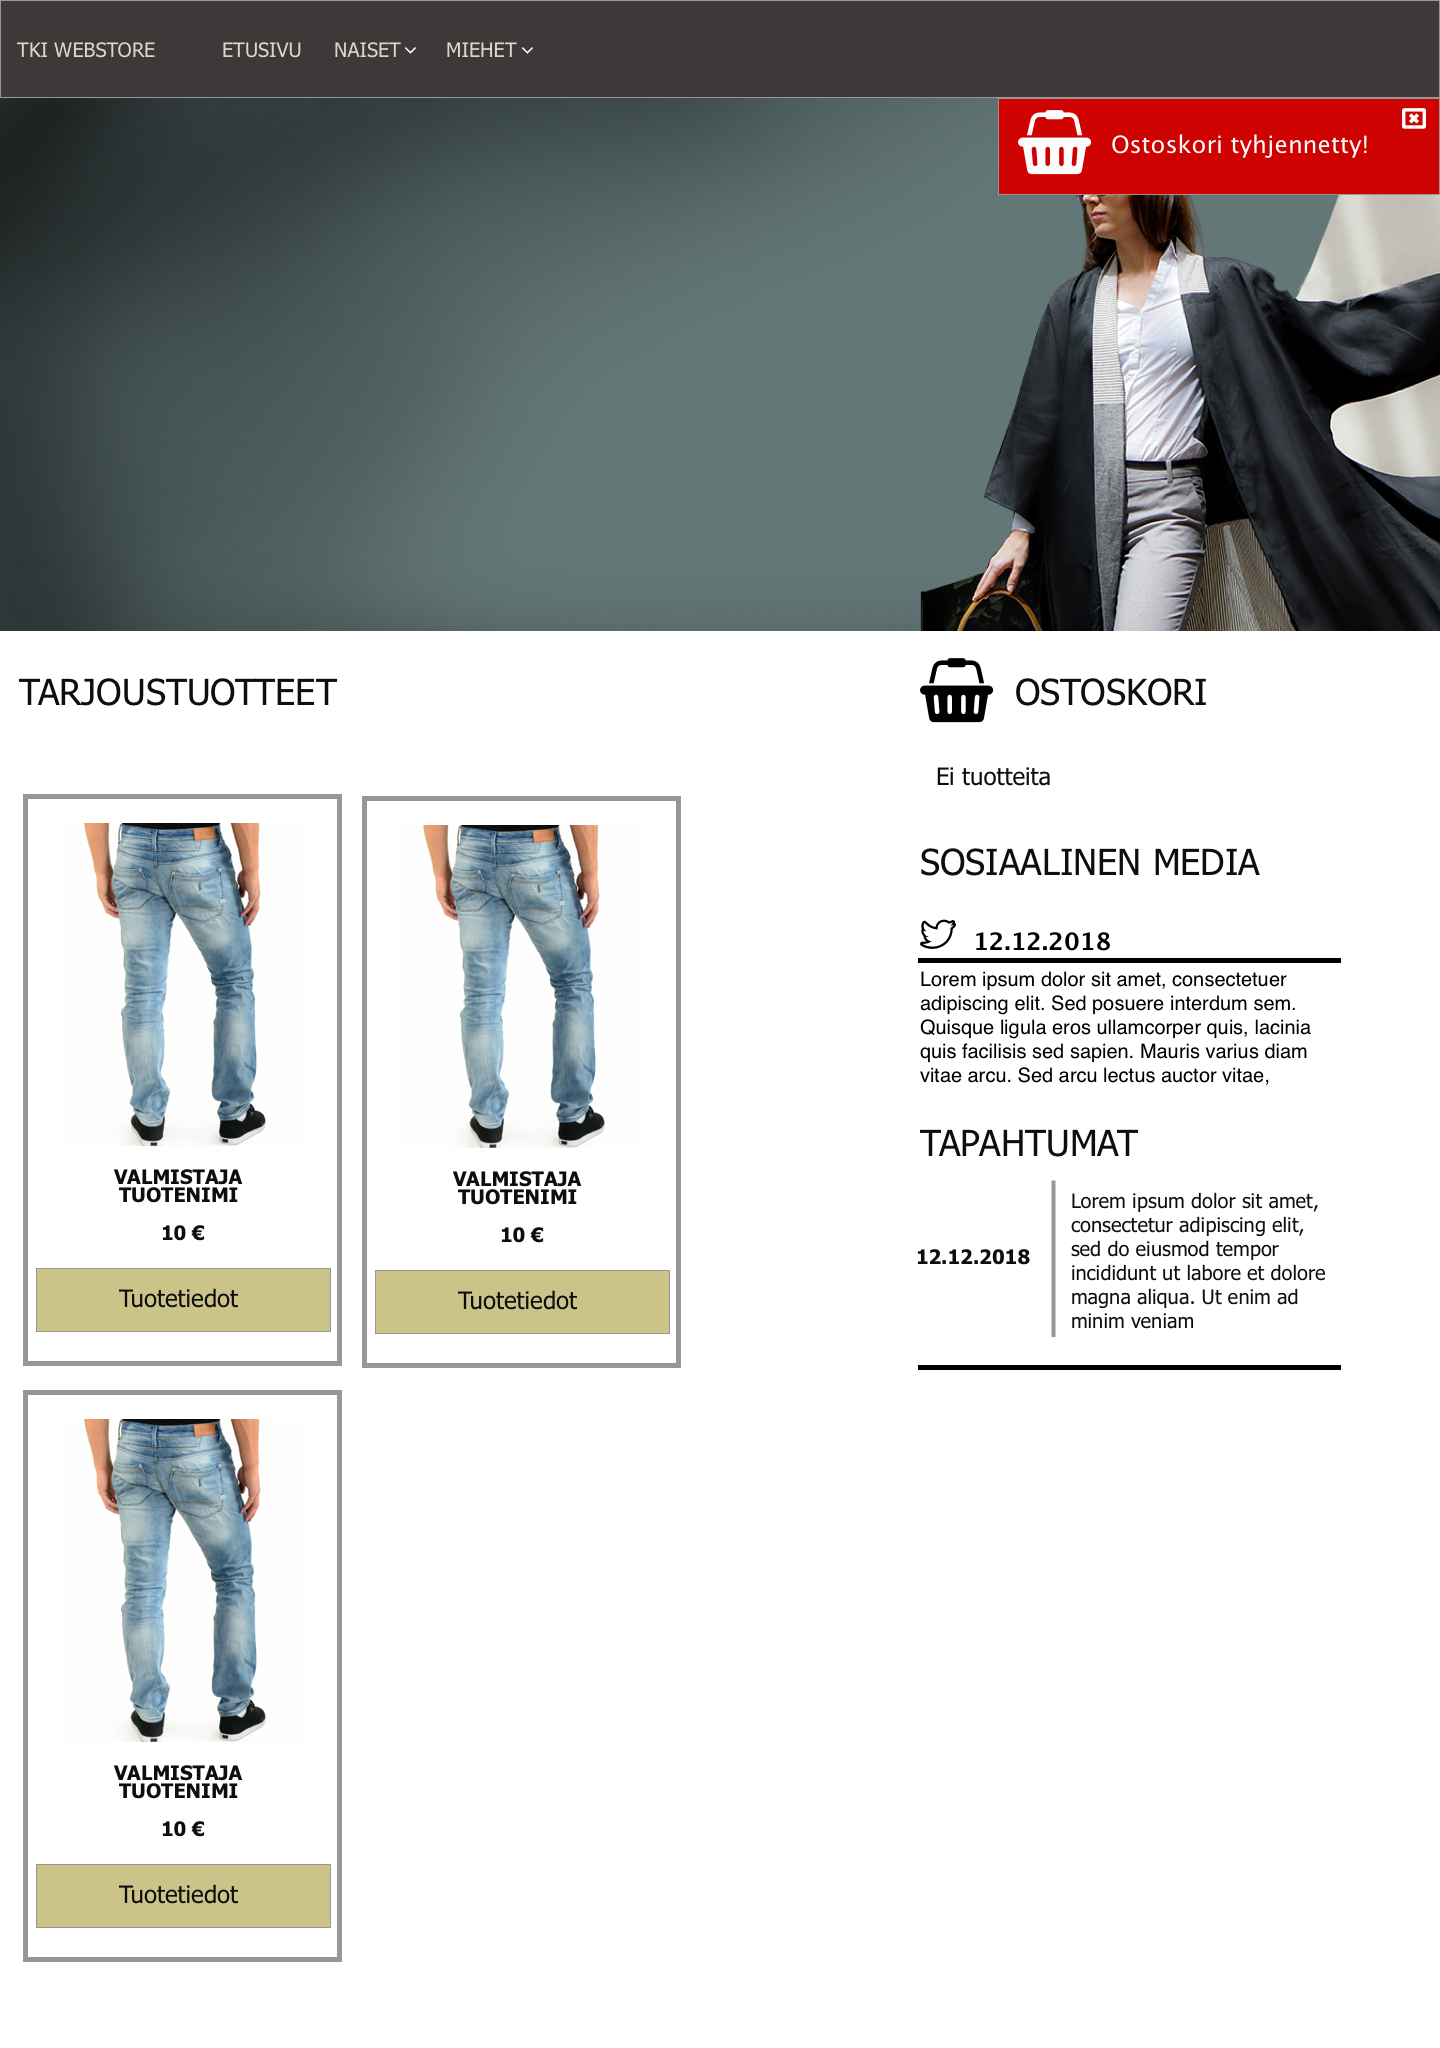 TKI WEBSTORE ETUSIVU NAISET MIEHET
Ostoskori tyhjennetty!
TARJOUSTUOTTEET
VALMISTAJA
TUOTENIMI
10 €
Tuotetiedot
VALMISTAJA
TUOTENIMI
10 €
Tuotetiedot
VALMISTAJA
TUOTENIMI
10 €
Tuotetiedot
OSTOSKORI
Ei tuotteita
SOSIAALINEN MEDIA
12.12.2018
Lorem ipsum dolor sit amet, consectetuer
adipiscing elit. Sed posuere interdum sem.
Quisque ligula eros ullamcorper quis, lacinia
quis facilisis sed sapien. Mauris varius diam
vitae arcu. Sed arcu lectus auctor vitae,
TAPAHTUMAT
12.12.2018
Lorem ipsum dolor sit amet,
consectetur adipiscing elit,
sed do eiusmod tempor
incididunt ut labore et dolore
magna aliqua. Ut enim ad
minim veniam